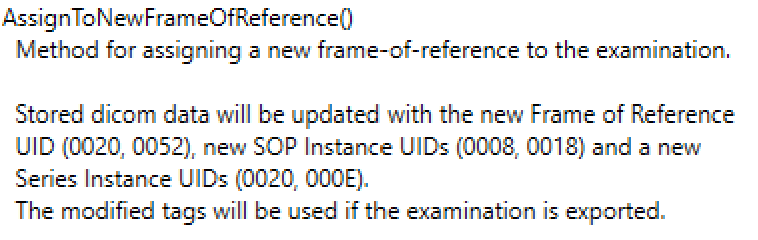 AssignToNewFrameOfReference()
Method for assigning a new frame-of-reference to the examination.
Stored dicom data will be updated with the new Frame of Reference
UID (0020, 0052), new SOP Instance UIDs (0008, 0018) and a new
Series Instance UIDs (0020, 000E).
The modified tags will be used if the examination is exported.